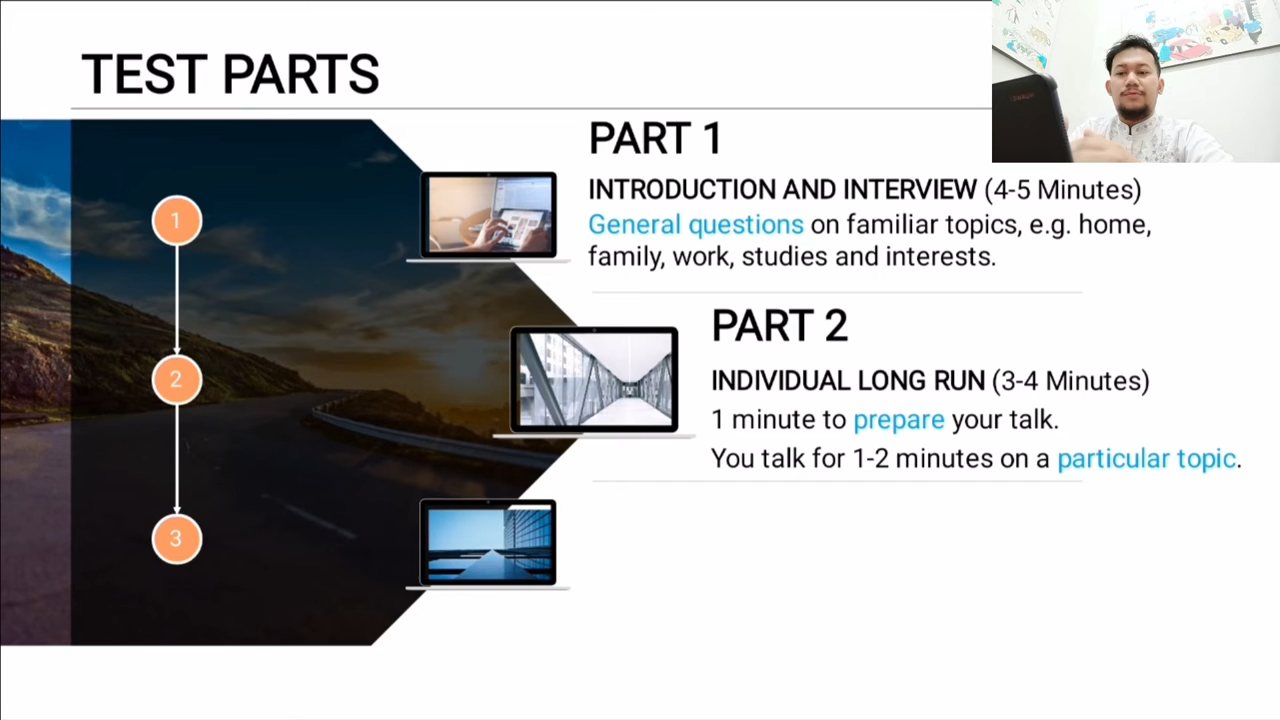 TEST PARTS
1
2
3
PART 1
INTRODUCTION AND INTERVIEW (4-5 Minutes)
General questions on familiar topics, e.g. home,
family, work, studies and interests.
PART 2
INDIVIDUAL LONG RUN (3-4 Minutes)
1 minute to prepare your talk.
You talk for 1-2 minutes on a particular topic.